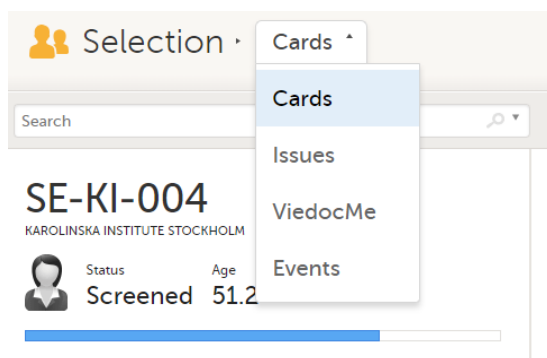 Selection
Cards
Cards
Search
Issues
SE-KI-004
KAROLINSKA INSTITUTE STOCKHOLM
ViedocMe
Status Age
Screened 51.2
Events